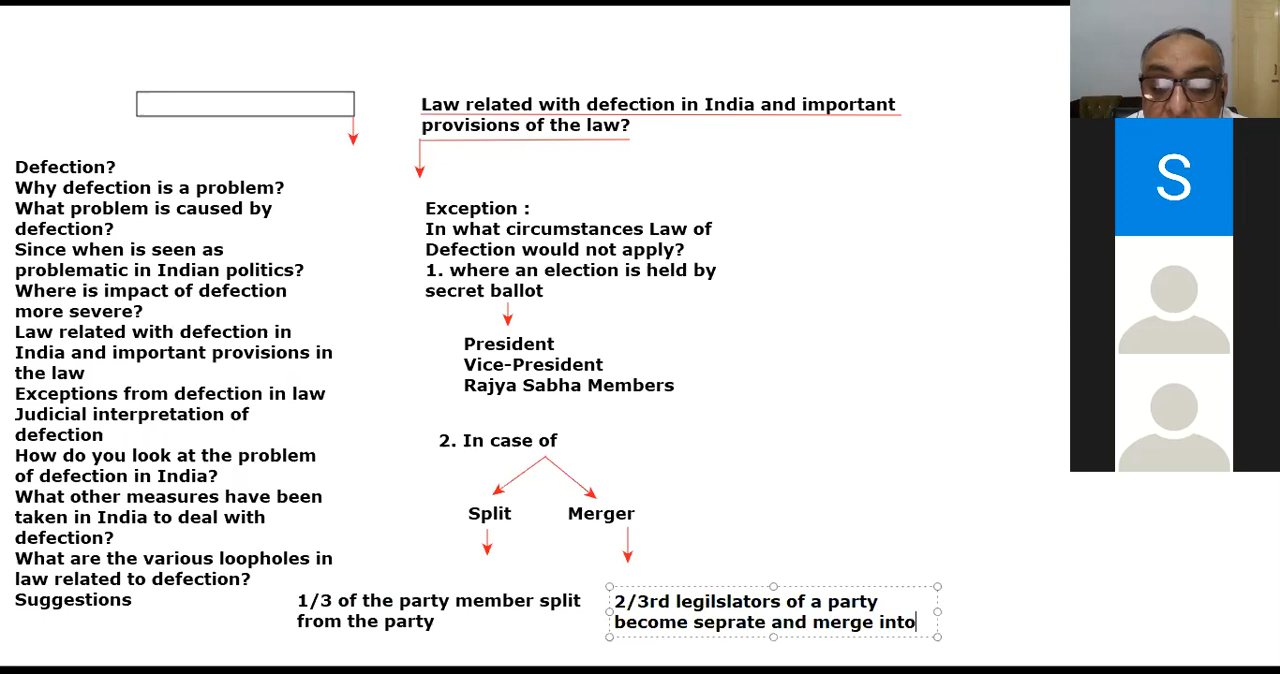 Law related with defection in India and important
provisions of the law?
Defection?
Why defection is a problem?
What problem is caused by
defection?
Since when is seen as
problematic in Indian politics?
Where is impact of defection
more severe?
Law related with defection in
India and important provisions in
the law
Exceptions from defection in law
Judicial interpretation of
defection
How do you look at the problem
of defection in India?
What other measures have been
taken in India to deal with
defection?
What are the various loopholes in
law related to defection?
Suggestions
Exception :
In what circumstances Law of
Defection would not apply?
1. where an election is held by
secret ballot
President
Vice-President
Rajya Sabha Members
2. In case of
Split
Merger
1/3 of the party member split
from the party
2/3rd legilslators of a party
become seprate and merge into
S